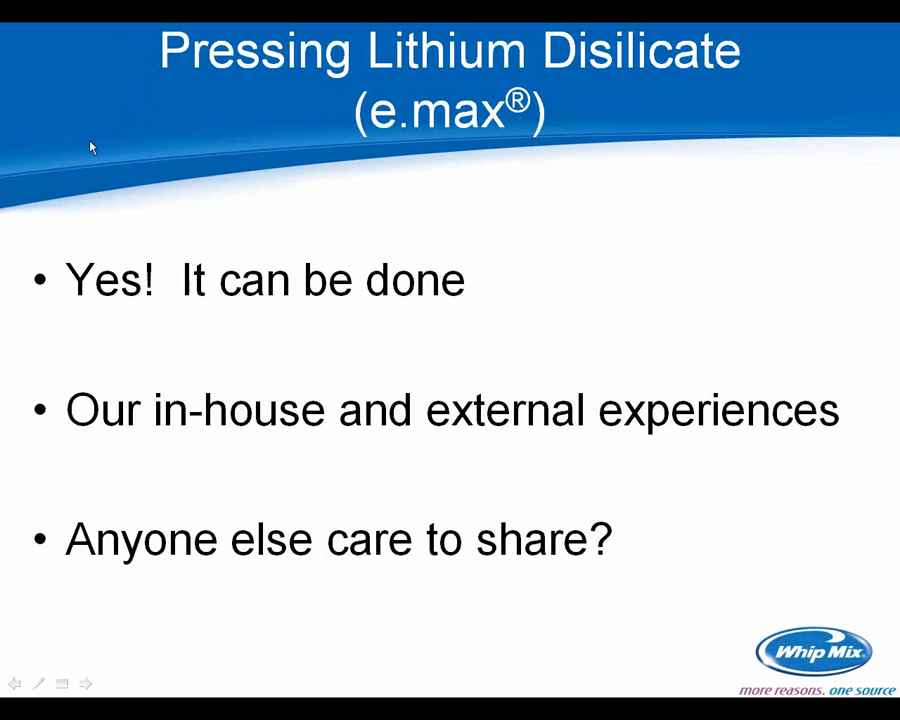 Pressing Lithium Disilicate
(e.max®)
• Yes!  It can be done
• Our in-house and external experiences
• Anyone else care to share?
Whip Mix®
more reasons. one source